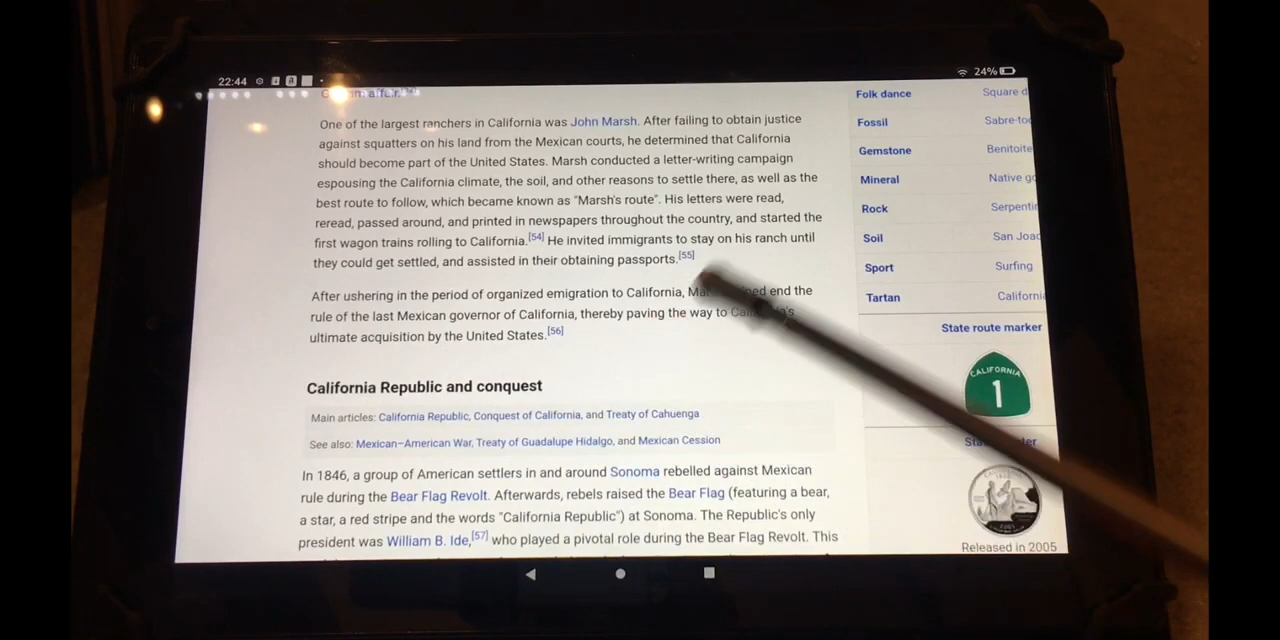 22:44
24%
One of the largest ranchers in California was John Marsh. After failing to obtain justice
against squatters on his land from the Mexican courts, he determined that California
should become part of the United States. Marsh conducted a letter-writing campaign
espousing the California climate, the soil, and other reasons to settle there, as well as the
best route to follow, which became known as "Marsh's route". His letters were read,
reread, passed around, and printed in newspapers throughout the country, and started the
first wagon trains rolling to California.[54] He invited immigrants to stay on his ranch until
they could get settled, and assisted in their obtaining passports.[55]
After ushering in the period of organized emigration to California, end the
rule of the last Mexican governor of California, thereby paving the way to
ultimate acquisition by the United States.[56]
California Republic and conquest
Main articles: California Republic, Conquest of California, and Treaty of Cahuenga
See also: Mexican–American War, Treaty of Guadalupe Hidalgo, and Mexican Cession
In 1846, a group of American settlers in and around Sonoma rebelled against Mexican
rule during the Bear Flag Revolt. Afterwards, rebels raised the Bear Flag (featuring a bear,
a star, a red stripe and the words "California Republic") at Sonoma. The Republic's only
president was William B. Ide,[57] who played a pivotal role during the Bear Flag Revolt. This
Folk dance Square d
Fossil Sabre-too
Gemstone Benitoite
Mineral Native go
Rock Serpentin
Soil San Joaq
Sport Surfing
Tartan California
State route marker
CALIFORNIA
1
Released in 2005